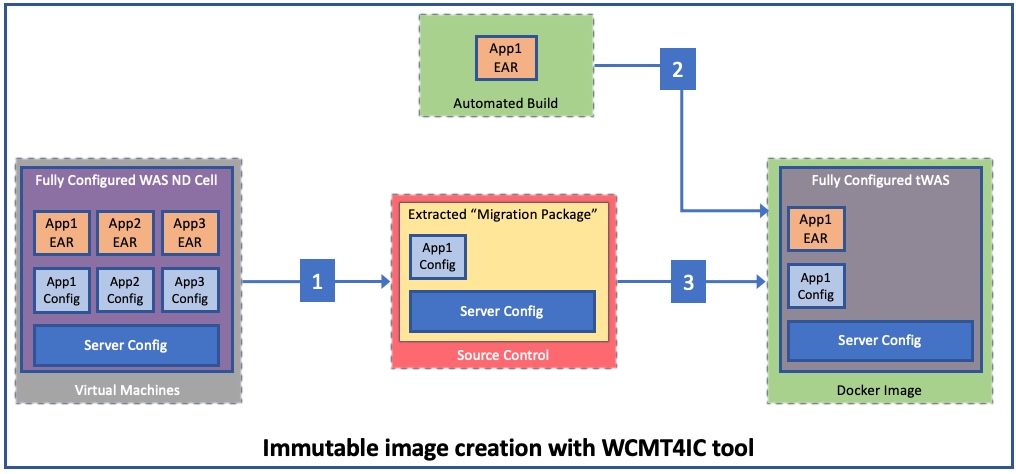 App1
EAR
Automated Build
2
Fully Configured WAS ND Cell
App1
EAR
App2
EAR
App3
EAR
App1
Config
App2
Config
App3
Config
Server Config
Virtual Machines
1
Extracted “Migration Package”
App1
Config
Server Config
Source Control
3
Fully Configured tWAS
App1
EAR
App1
Config
Server Config
Docker Image
Immutable image creation with WCMT4IC tool